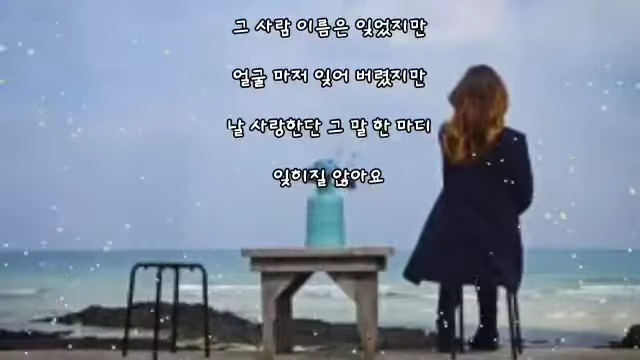 그 사람 이름은 잊었지만
얼굴 마저 잊어 버렸지만
날 사랑한단 그 말 한 마디
잊히질 않아요